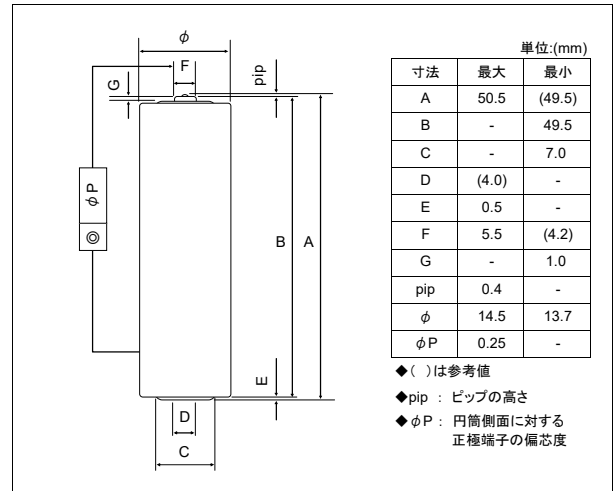 φ
F
G
pip
φP
◎
B
A
E
D
C
単位:(mm)
寸法 最大 最小
A 50.5 (49.5)
B - 49.5
C - 7.0
D (4.0) -
E 0.5 -
F 5.5 (4.2)
G - 1.0
pip 0.4 -
φ 14.5 13.7
φP 0.25 -
◆( )は参考値
◆pip : ピップの高さ
◆φP : 円筒側面に対する
正極端子の偏芯度